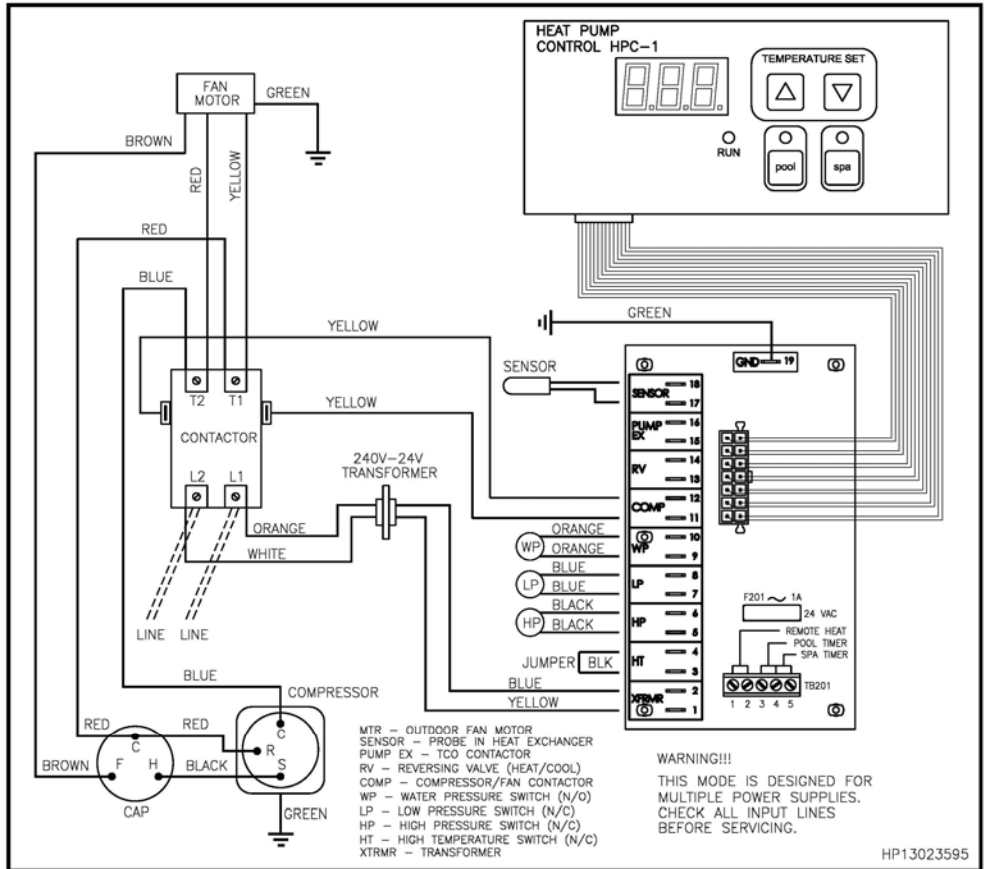 HEAT PUMP
CONTROL HPC-1
TEMPERATURE SET
RUN
pool
spa
FAN
MOTOR
GREEN
BROWN
RED
YELLOW
RED
BLUE
YELLOW
GREEN
SENSOR
YELLOW
T2
T1
CONTACTOR
L2
L1
240V-24V
TRANSFORMER
ORANGE
WHITE
LINE
LINE
GND
19
SENSOR
18
17
PUMP
EX
16
15
RV
14
13
COMP
12
11
WP
10
9
LP
8
7
HP
6
5
HT
4
3
XFRMR
2
1
ORANGE
WP
ORANGE
BLUE
LP
BLUE
BLACK
HP
BLACK
JUMPER
BLK
BLUE
YELLOW
F201
1A
24 VAC
REMOTE HEAT
POOL TIMER
SPA TIMER
TB201
1 2 3 4 5
BLUE
COMPRESSOR
RED
RED
C
C
R
S
BROWN
F
H
BLACK
CAP
GREEN
MTR - OUTDOOR FAN MOTOR
SENSOR - PROBE IN HEAT EXCHANGER
PUMP EX - TCO CONTACTOR
RV - REVERSING VALVE (HEAT/COOL)
COMP - COMPRESSOR/FAN CONTACTOR
WP - WATER PRESSURE SWITCH (N/O)
LP - LOW PRESSURE SWITCH (N/C)
HP - HIGH PRESSURE SWITCH (N/C)
HT - HIGH TEMPERATURE SWITCH (N/C)
XTRMR - TRANSFORMER
WARNING!!!
THIS MODE IS DESIGNED FOR
MULTIPLE POWER SUPPLIES.
CHECK ALL INPUT LINES
BEFORE SERVICING.
HP13023595